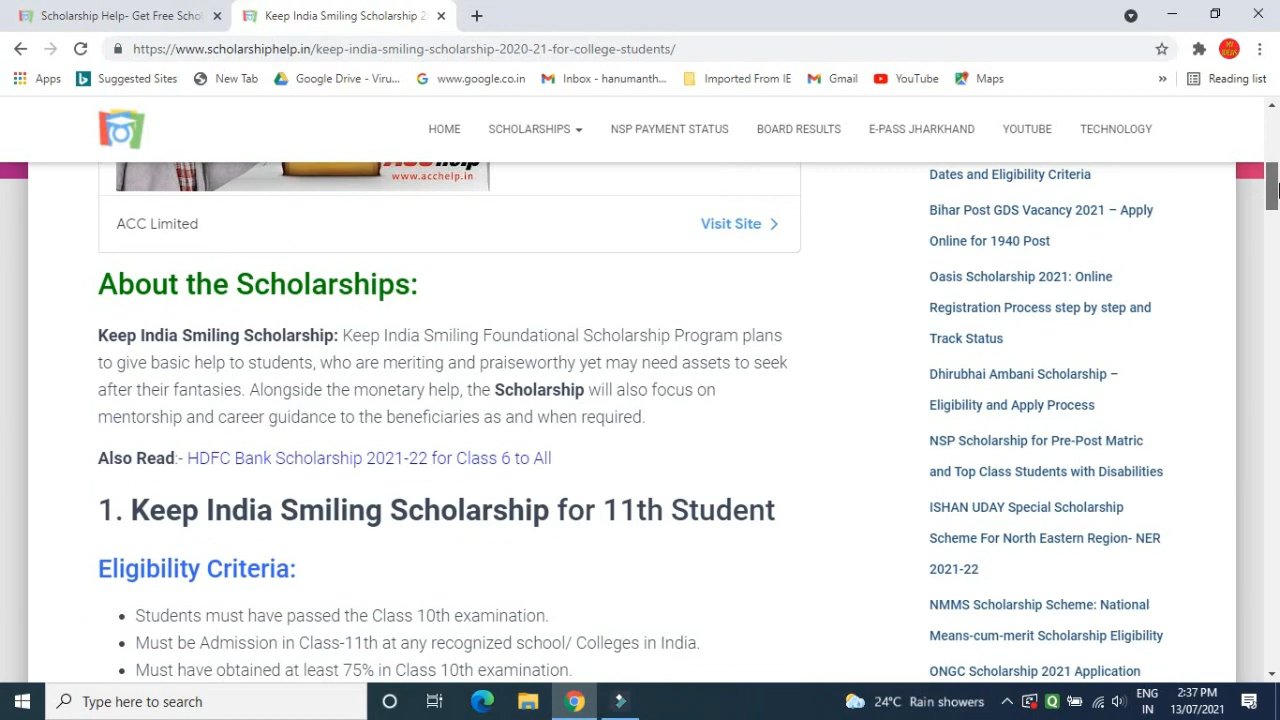 Scholarship Help- Get Free Schol
Keep India Smiling Scholarship 2
https://www.scholarshiphelp.in/keep-india-smiling-scholarship-2020-21-for-college-students/
Apps
Suggested Sites
New Tab
Google Drive - Viru...
www.google.co.in
Inbox - hanumanth...
Imported From IE
Gmail
YouTube
Maps
»
Reading list
HOME
SCHOLARSHIPS
NSP PAYMENT STATUS
BOARD RESULTS
E-PASS JHARKHAND
YOUTUBE
TECHNOLOGY
www.acchelp.in
ACC Limited
Visit Site
About the Scholarships:
Keep India Smiling Scholarship: Keep India Smiling Foundational Scholarship Program plans
to give basic help to students, who are meriting and praiseworthy yet may need assets to seek
after their fantasies. Alongside the monetary help, the Scholarship will also focus on
mentorship and career guidance to the beneficiaries as and when required.
Also Read:- HDFC Bank Scholarship 2021-22 for Class 6 to All
1. Keep India Smiling Scholarship for 11th Student
Eligibility Criteria:
Students must have passed the Class 10th examination.
Must be Admission in Class-11th at any recognized school/ Colleges in India.
Must have obtained at least 75% in Class 10th examination.
Dates and Eligibility Criteria
Bihar Post GDS Vacancy 2021 – Apply
Online for 1940 Post
Oasis Scholarship 2021: Online
Registration Process step by step and
Track Status
Dhirubhai Ambani Scholarship –
Eligibility and Apply Process
NSP Scholarship for Pre-Post Matric
and Top Class Students with Disabilities
ISHAN UDAY Special Scholarship
Scheme For North Eastern Region- NER
2021-22
NMMS Scholarship Scheme: National
Means-cum-merit Scholarship Eligibility
ONGC Scholarship 2021 Application
Type here to search
24°C Rain showers
ENG
IN
2:37 PM
13/07/2021